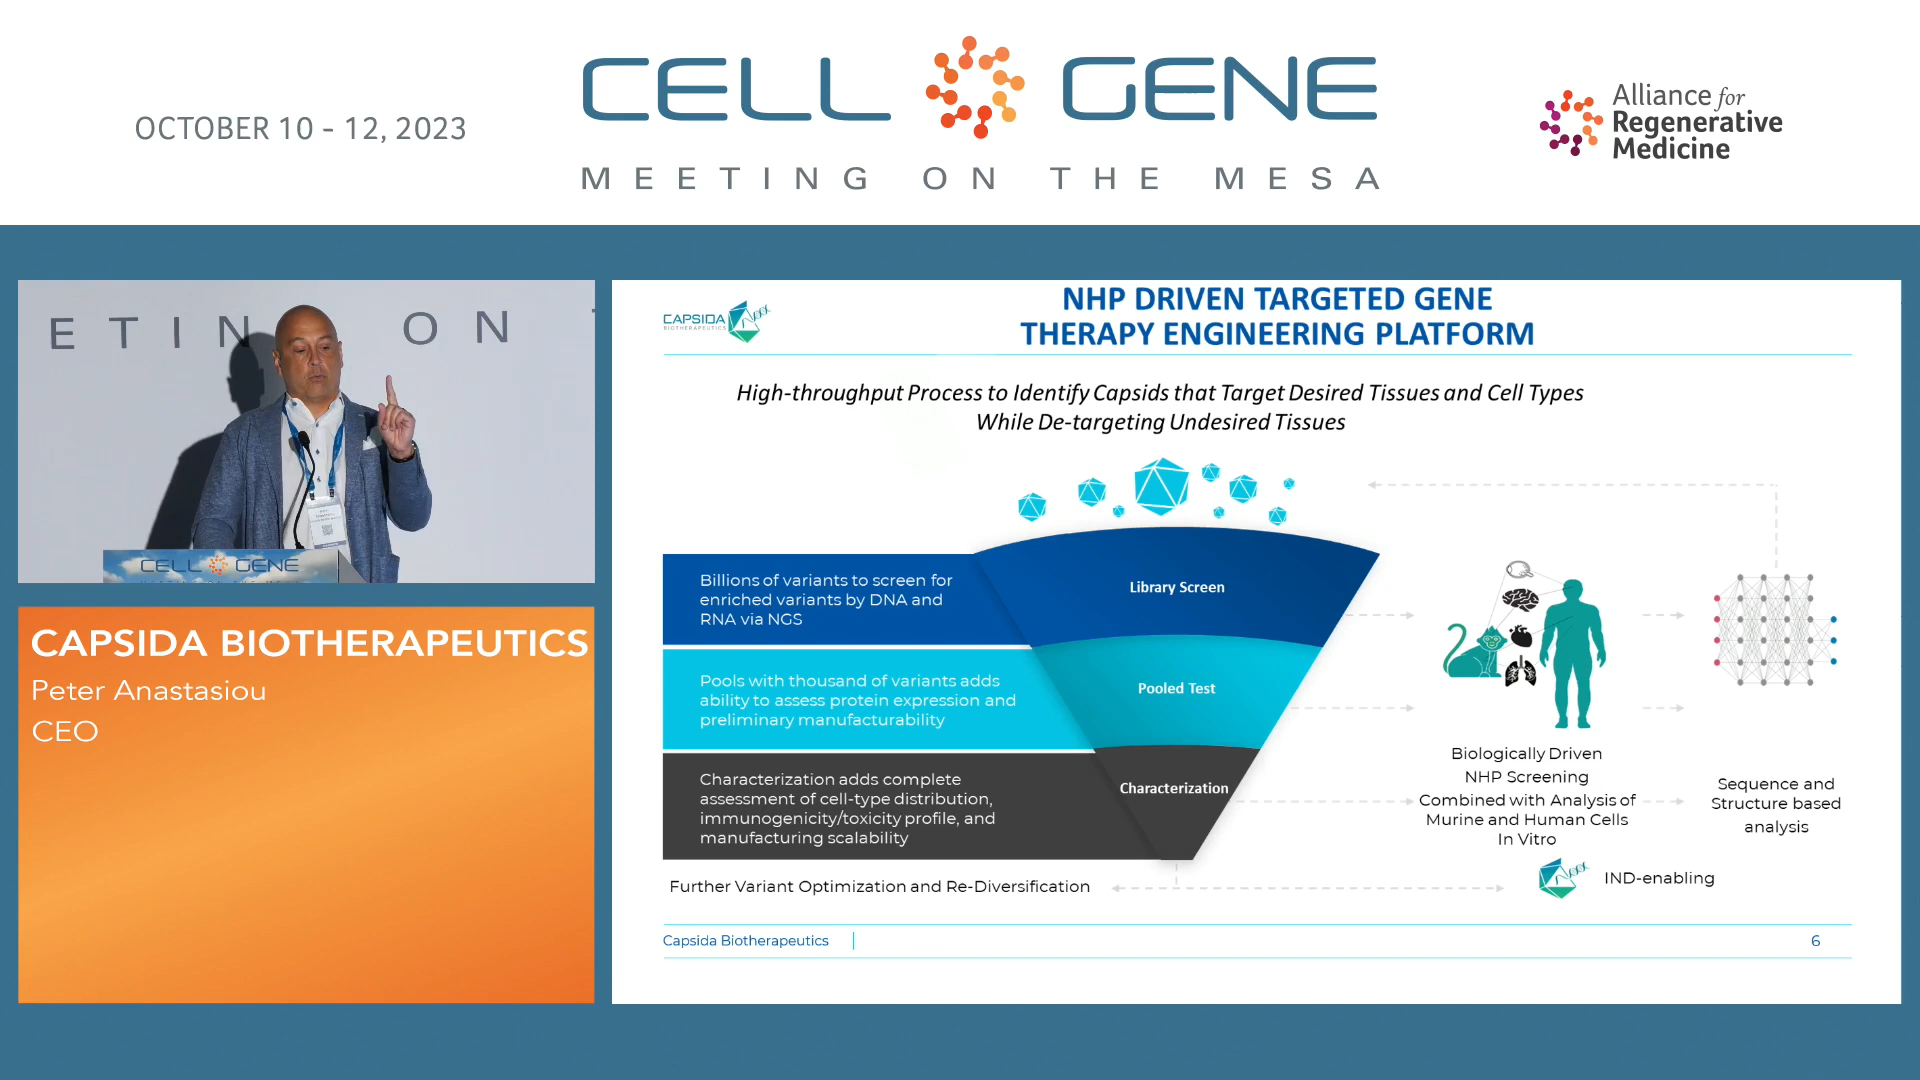 OCTOBER 10 - 12, 2023
CELL GENE
MEETING ON THE MESA
Alliance for
Regenerative
Medicine
ETIN ON
CELL GENE
CAPSIDA BIOTHERAPEUTICS
Peter Anastasiou
CEO
CAPSIDA
BIOTHERAPEUTICS
NHP DRIVEN TARGETED GENE
THERAPY ENGINEERING PLATFORM
High-throughput Process to Identify Capsids that Target Desired Tissues and Cell Types
While De-targeting Undesired Tissues
Billions of variants to screen for
enriched variants by DNA and
RNA via NGS
Library Screen
Pools with thousand of variants adds
ability to assess protein expression and
preliminary manufacturability
Pooled Test
Characterization adds complete
assessment of cell-type distribution,
immunogenicity/toxicity profile, and
manufacturing scalability
Characterization
Biologically Driven
NHP Screening
Combined with Analysis of
Murine and Human Cells
In Vitro
Sequence and
Structure based
analysis
Further Variant Optimization and Re-Diversification
IND-enabling
Capsida Biotherapeutics
6